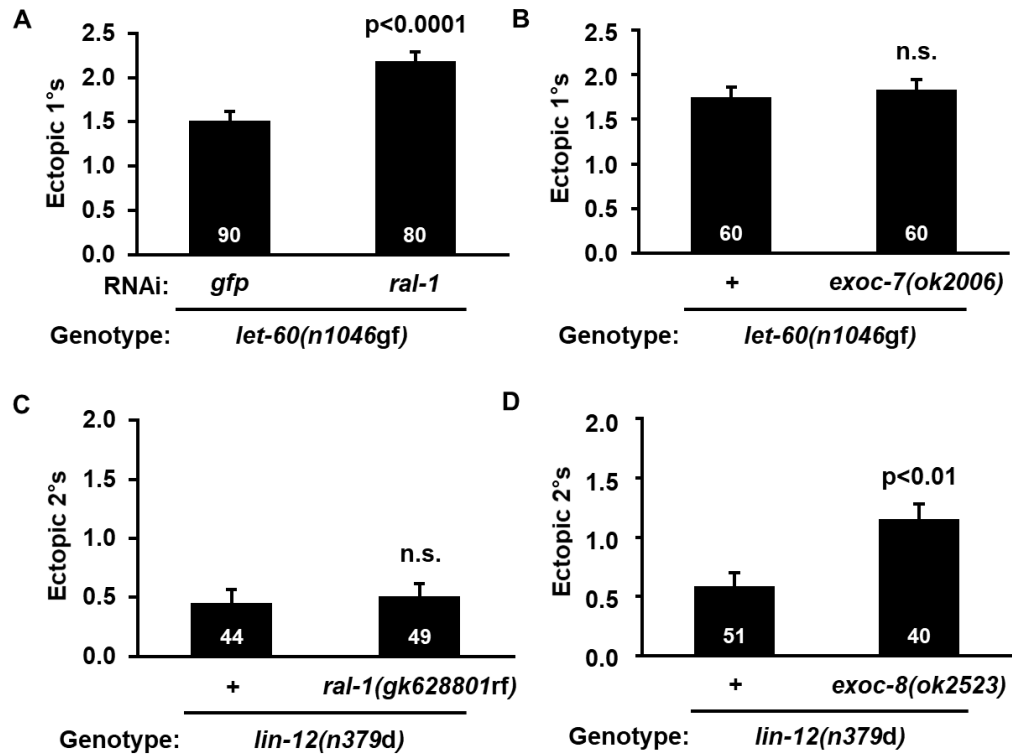 A
p<0.0001
2.5
2.0
1.5
1.0
0.5
0.0
Ectopic 1°s
90
80
RNAi: gfp ral-1
Genotype: let-60(n1046gf)
B
n.s.
2.5
2.0
1.5
1.0
0.5
0.0
Ectopic 1°s
60
60
+ exoc-7(ok2006)
Genotype: let-60(n1046gf)
C
2.0
1.5
1.0
0.5
0.0
Ectopic 2°s
n.s.
44
49
+ ral-1(gk628801rf)
Genotype: lin-12(n379d)
D
2.0
1.5
1.0
0.5
0.0
Ectopic 2°s
p<0.01
51
40
+ exoc-8(ok2523)
Genotype: lin-12(n379d)